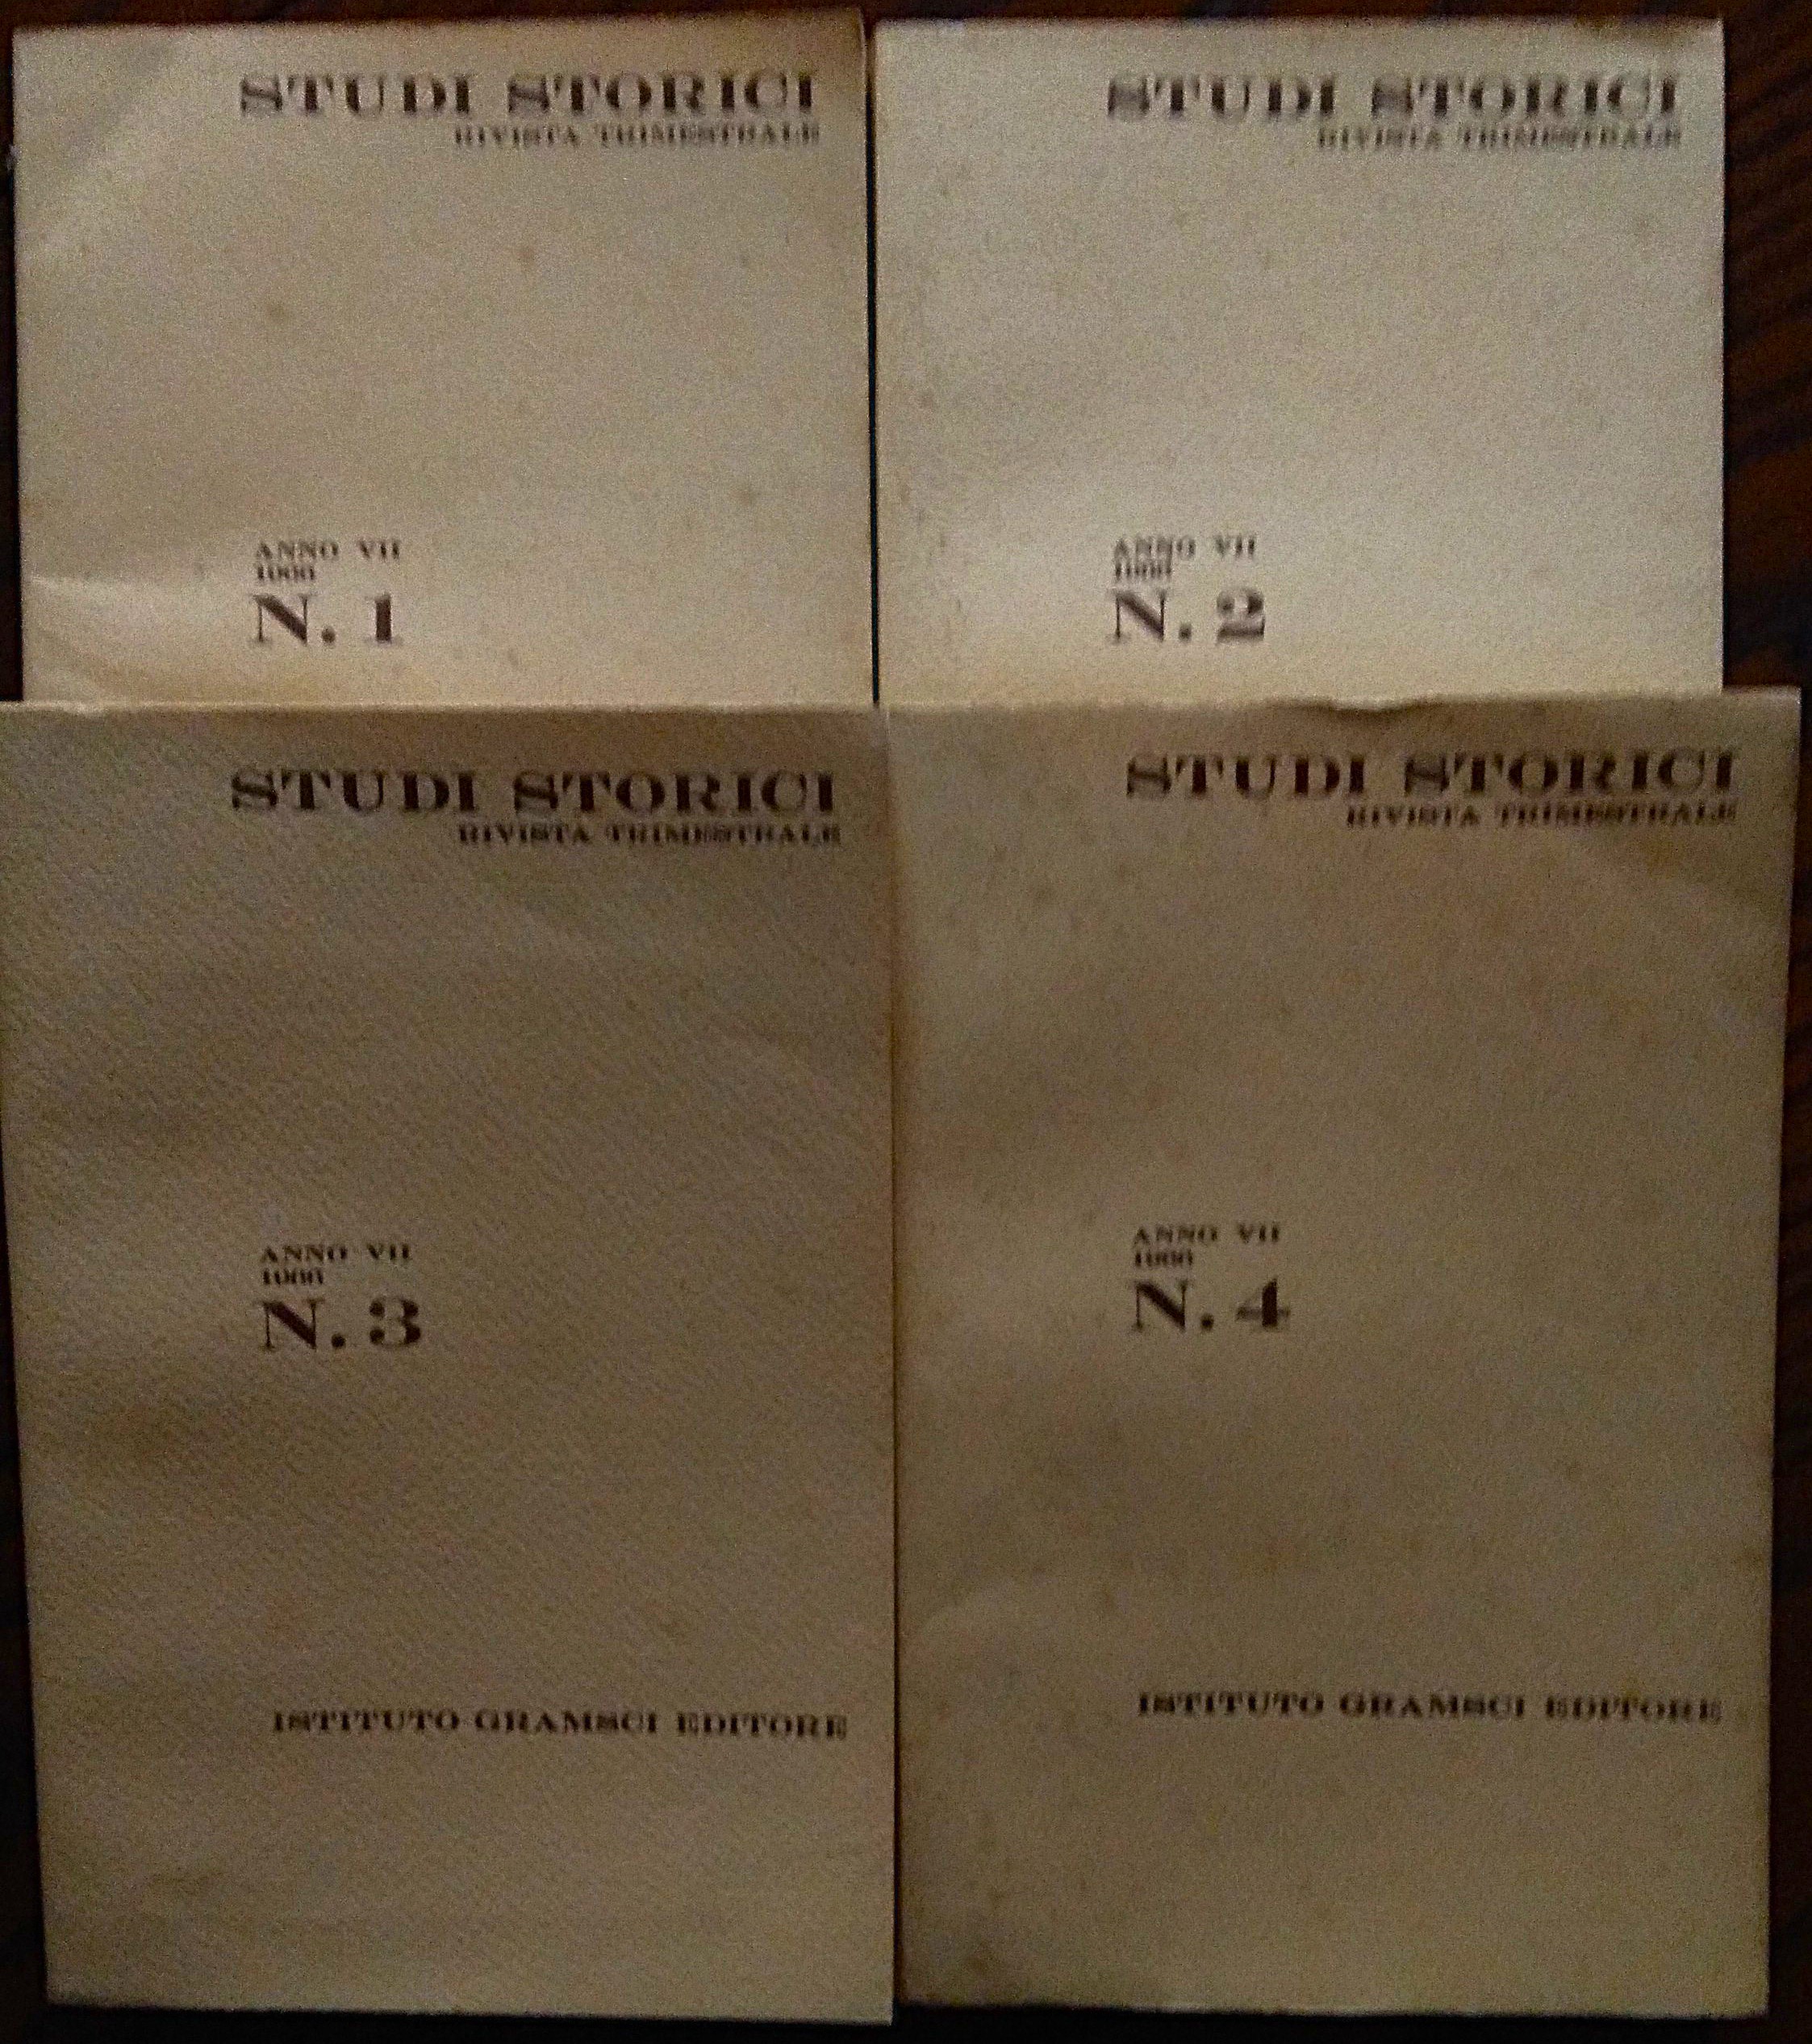 STUDI STORICI
RIVISTA TRIMESTRALE
ANNO VII
1966
N. 1
STUDI STORICI
RIVISTA TRIMESTRALE
ANNO VII
1966
N. 2
STUDI STORICI
RIVISTA TRIMESTRALE
ANNO VII
1966
N. 3
ISTITUTO GRAMSCI EDITORE
STUDI STORICI
RIVISTA TRIMESTRALE
ANNO VII
1966
N. 4
ISTITUTO GRAMSCI EDITORE